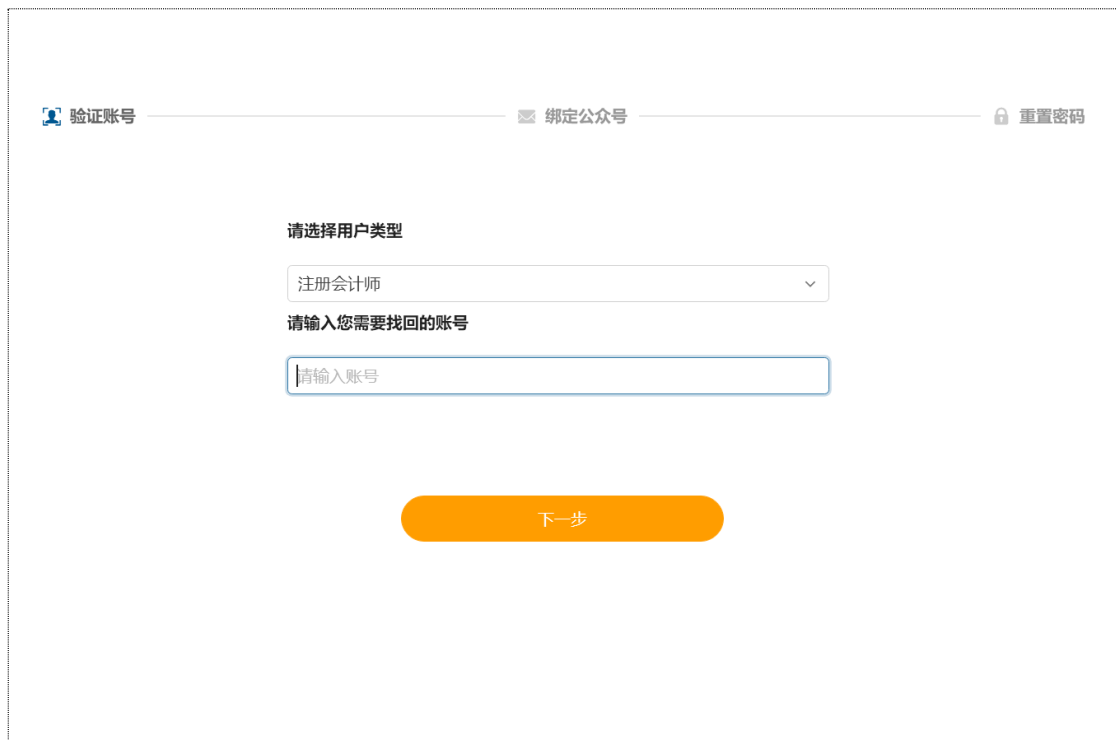 验证账号
绑定公众号
重置密码
请选择用户类型
注册会计师
请输入您需要找回的账号
请输入账号
下一步